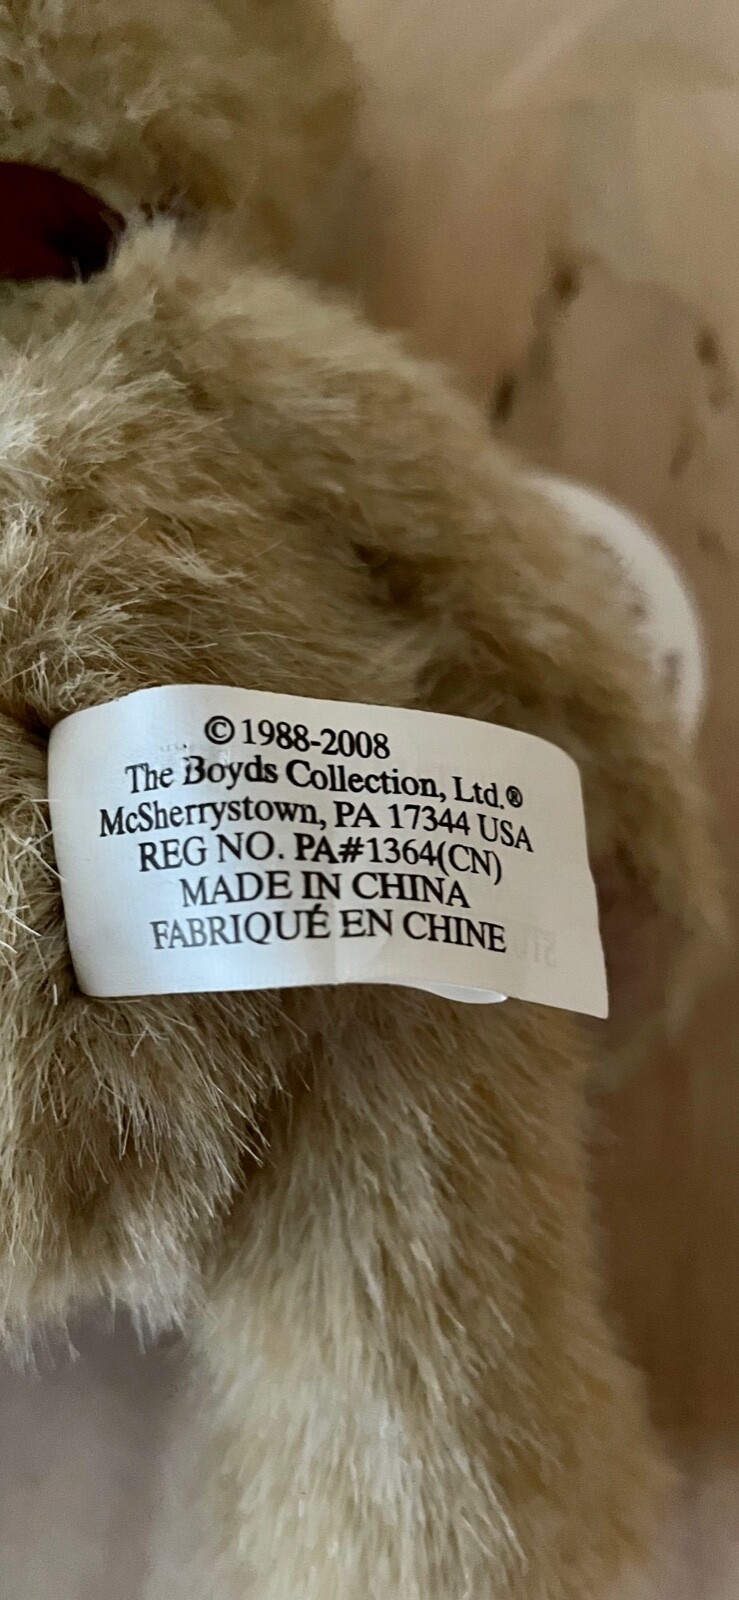 © 1988-2008
The Boyds Collection, Ltd.®
McSherrystown, PA 17344 USA
REG NO. PA#1364(CN)
MADE IN CHINA
FABRIQUÉ EN CHINE